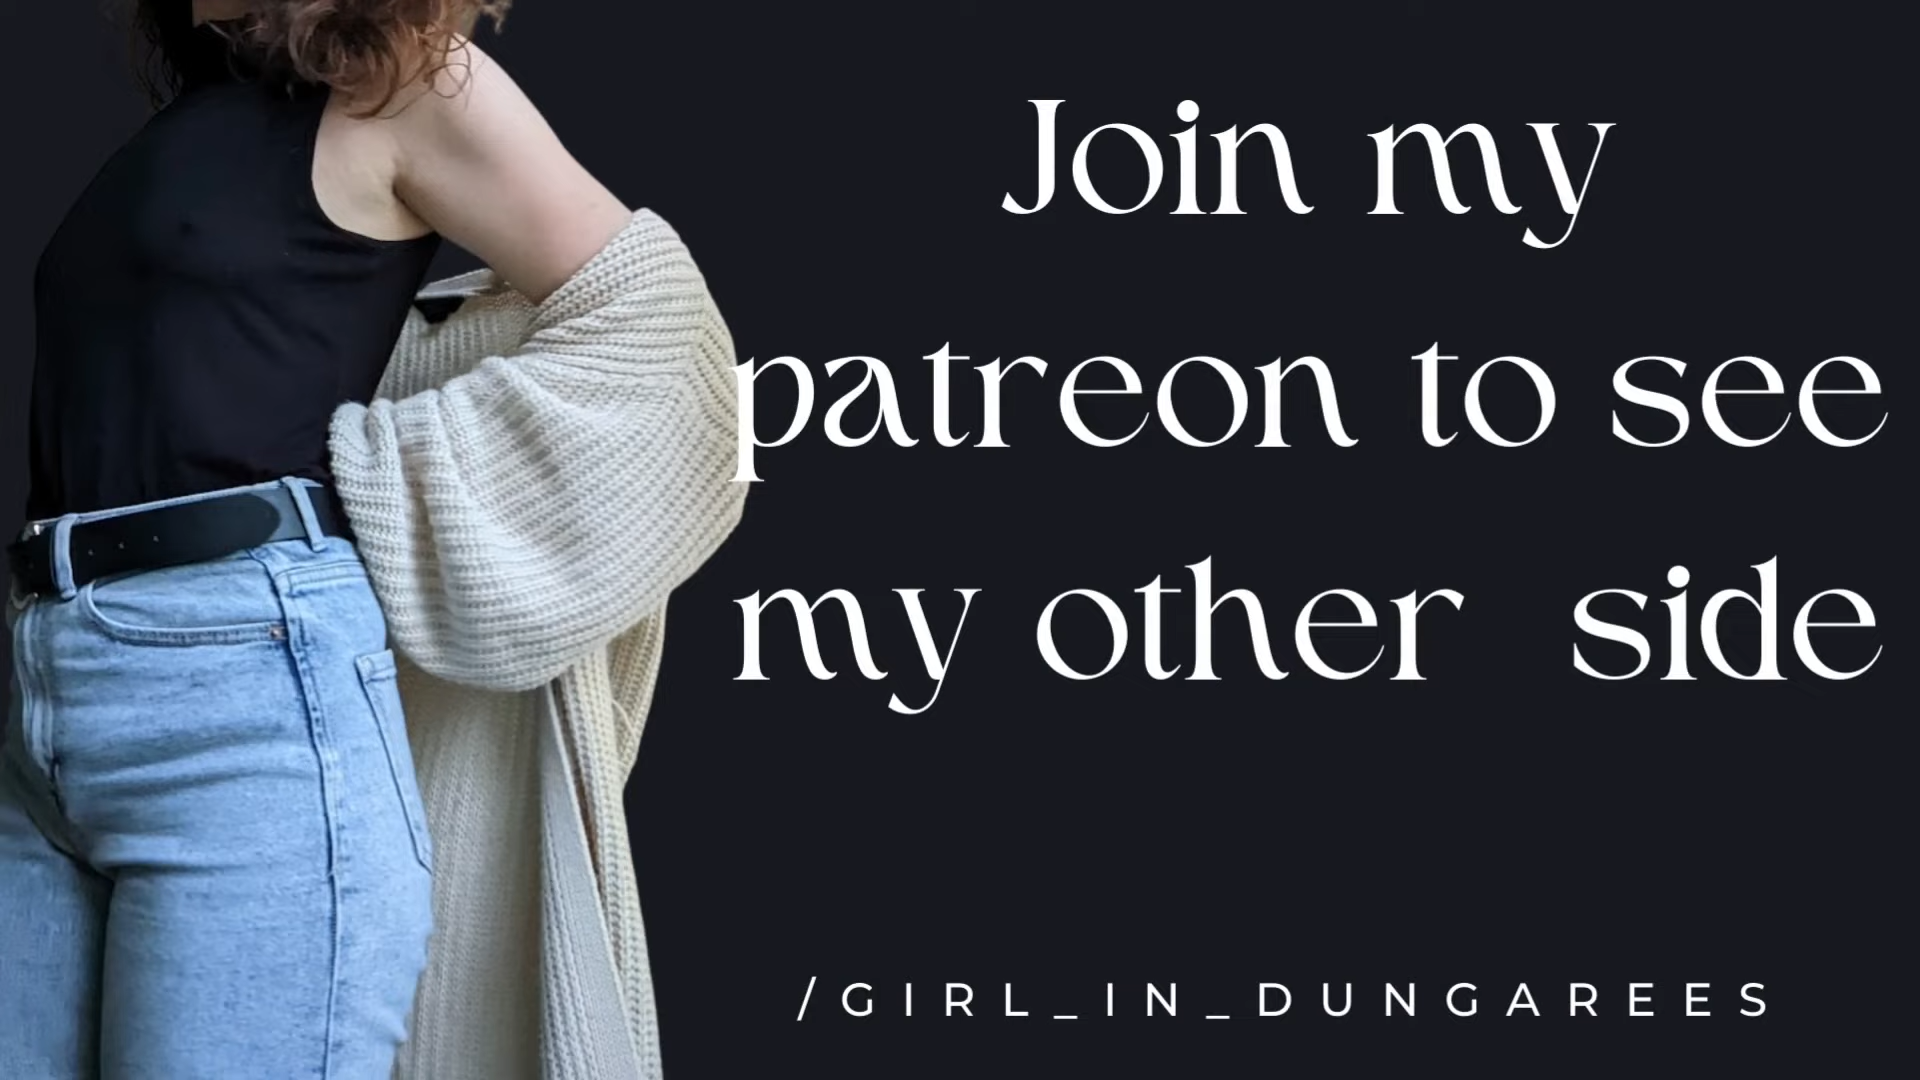 Join my
patreon to see
my other side
/GIRL_IN_DUNGAREES